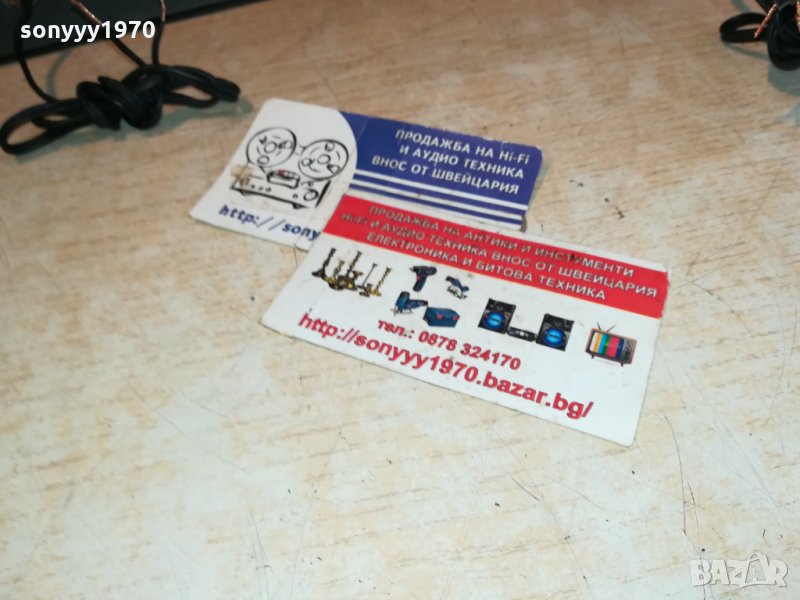 sonyyy1970
ПРОДАЖБА НА Hi-Fi
И АУДИО ТЕХНИКА
ВНОС ОТ ШВЕЙЦАРИЯ
http://sony
ПРОДАЖБА НА АНТИКИ И ИНСТРУМЕНТИ
Hi-Fi И АУДИО ТЕХНИКА ВНОС ОТ ШВЕЙЦАРИЯ
ЕЛЕКТРОНИКА И БИТОВА ТЕХНИКА
тел.: 0878 324170
http://sonyyy1970.bazar.bg/
BAZAR